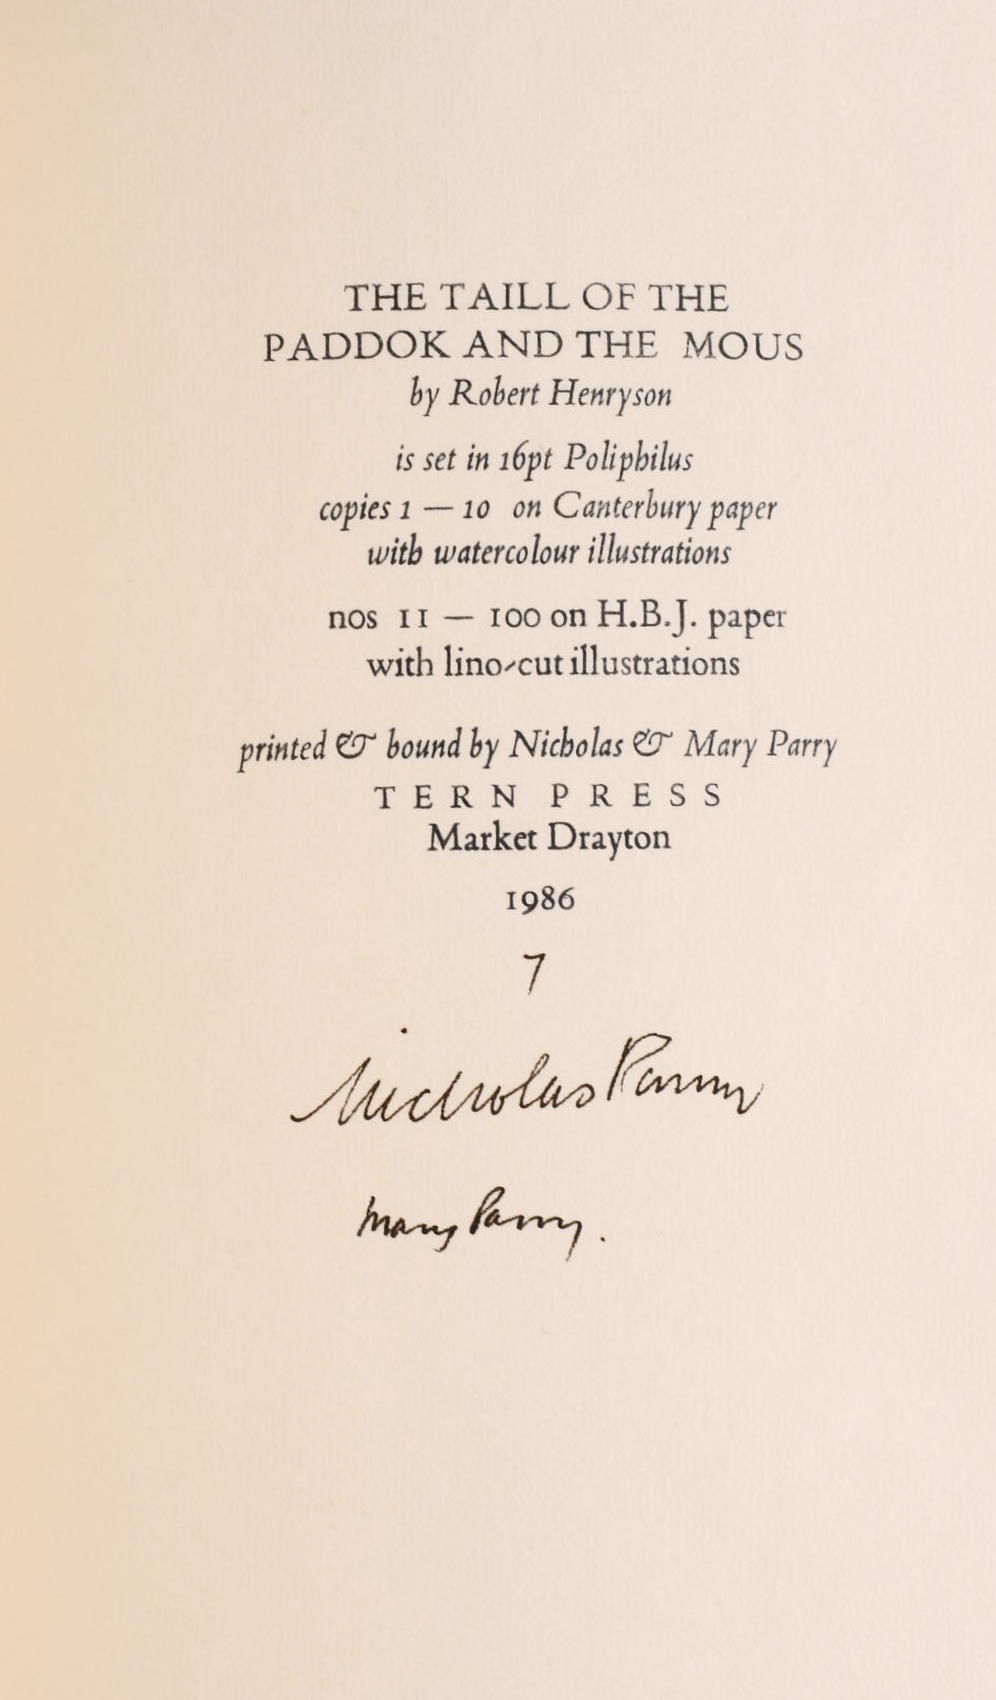 THE TAILL OF THE
PADDOK AND THE MOUS
by Robert Henryson
is set in 16pt Poliphilus
copies 1 — 10 on Canterbury paper
with watercolour illustrations
nos 11 — 100 on H.B.J. paper
with lino-cut illustrations
printed & bound by Nicholas & Mary Parry
TERN PRESS
Market Drayton
1986
7
Nicholas Parry
Mary Parry.